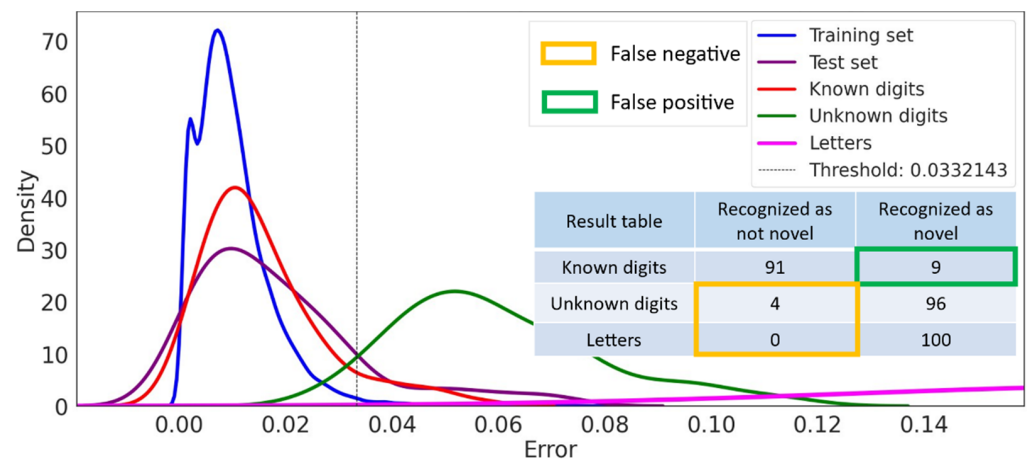 70
60
50
40
30
20
10
0
Density
0.00 0.02 0.04 0.06 0.08 0.10 0.12 0.14
Error
False negative
False positive
Training set
Test set
Known digits
Unknown digits
Letters
Threshold: 0.0332143
Result table Recognized as not novel Recognized as novel
Known digits 91 9
Unknown digits 4 96
Letters 0 100